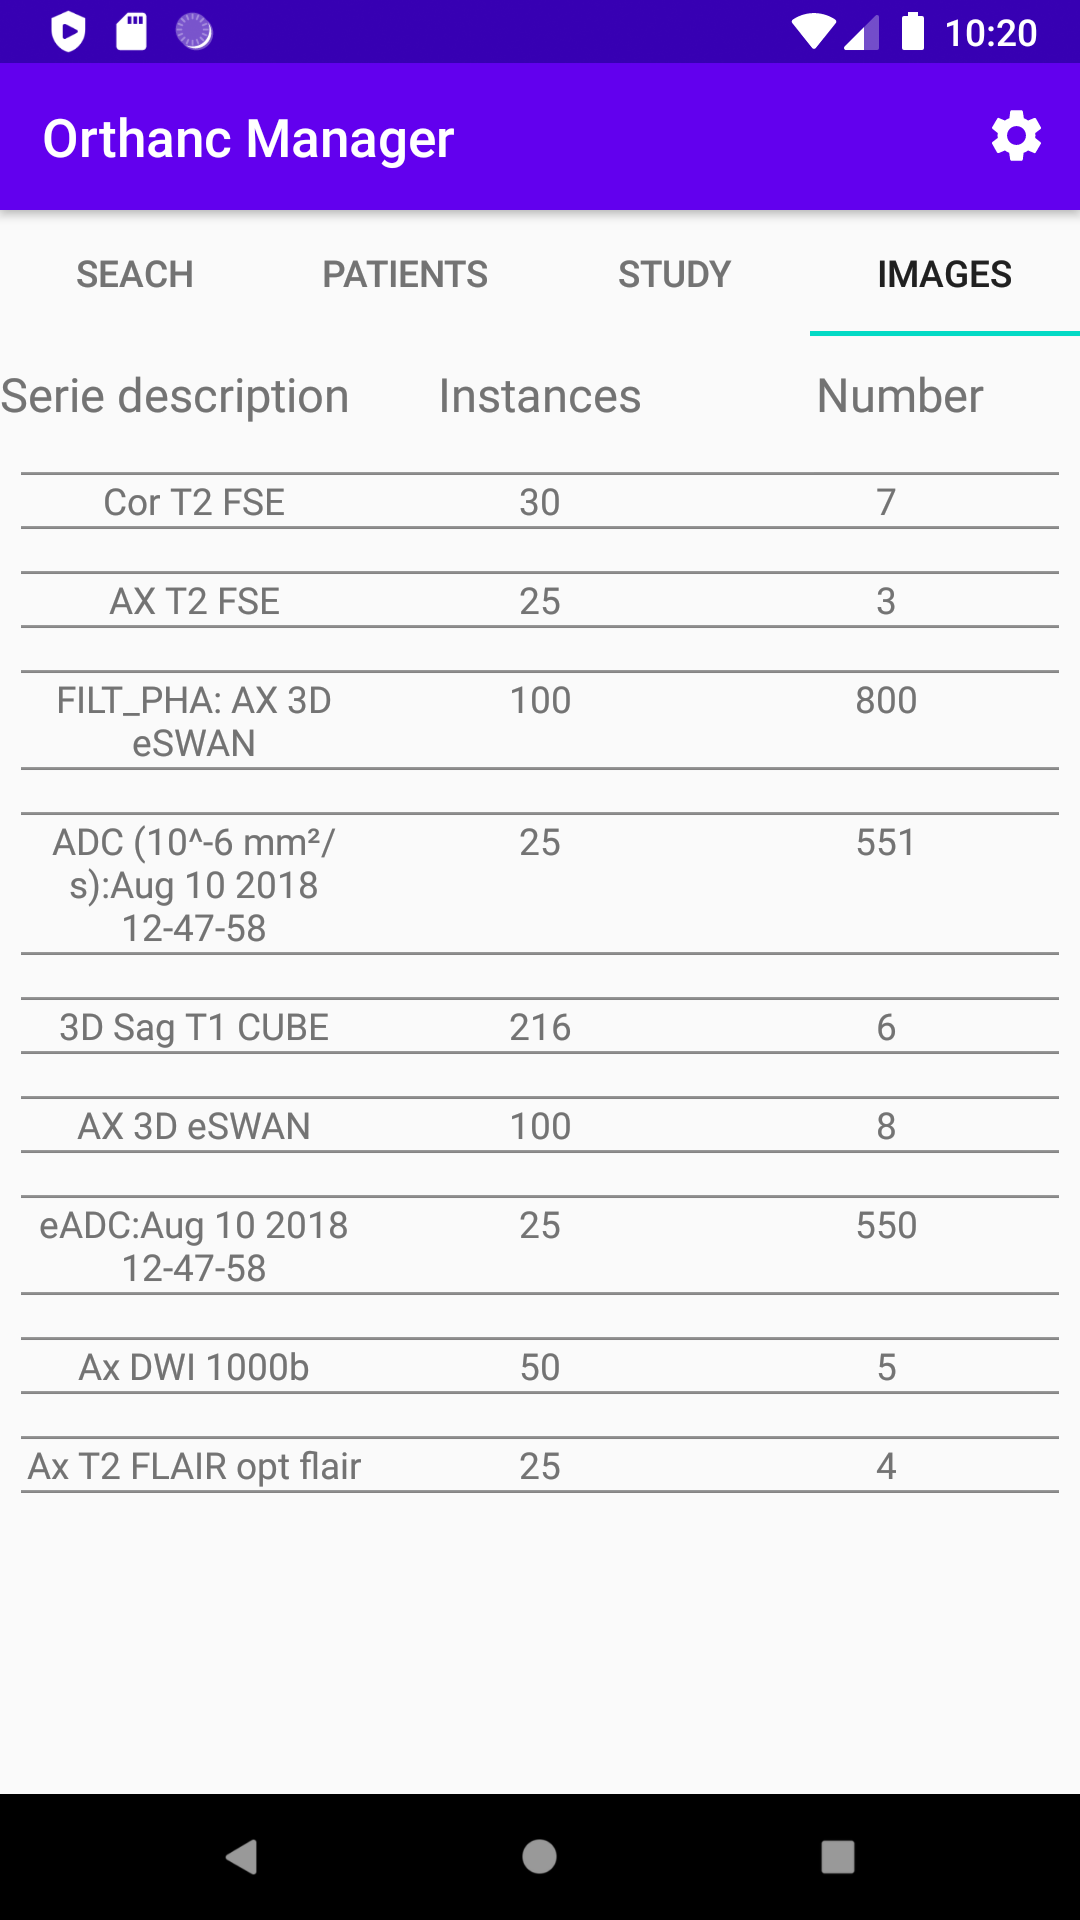 10:20
Orthanc Manager
SEACH PATIENTS STUDY IMAGES
Serie description Instances Number
Cor T2 FSE 30 7
AX T2 FSE 25 3
FILT_PHA: AX 3D 100 800
eSWAN
ADC (10^-6 mm²/ 25 551
s):Aug 10 2018
12-47-58
3D Sag T1 CUBE 216 6
AX 3D eSWAN 100 8
eADC:Aug 10 2018 25 550
12-47-58
Ax DWI 1000b 50 5
Ax T2 FLAIR opt flair 25 4